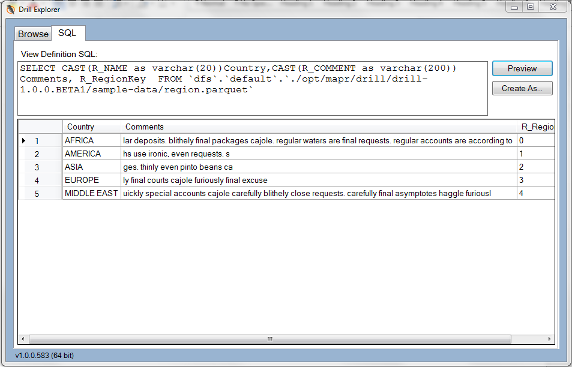 Drill Explorer
Browse SQL
View Definition SQL:
SELECT CAST(R_NAME as varchar(20))Country,CAST(R_COMMENT as varchar(200))
Comments, R_RegionKey FROM `dfs`.`default`.`./opt/mapr/drill/drill-
1.0.0.BETA1/sample-data/region.parquet`
Preview
Create As..
Country Comments R_Region
1 AFRICA lar deposits. blithely final packages cajole. regular waters are final requests. regular accounts are according to 0
2 AMERICA hs use ironic, even requests. s 1
3 ASIA ges. thinly even pinto beans ca 2
4 EUROPE ly final courts cajole furiously final excuse 3
5 MIDDLE EAST uickly special accounts cajole carefully blithely close requests. carefully final asymptotes haggle furiousl 4
v1.0.0.583 (64 bit)